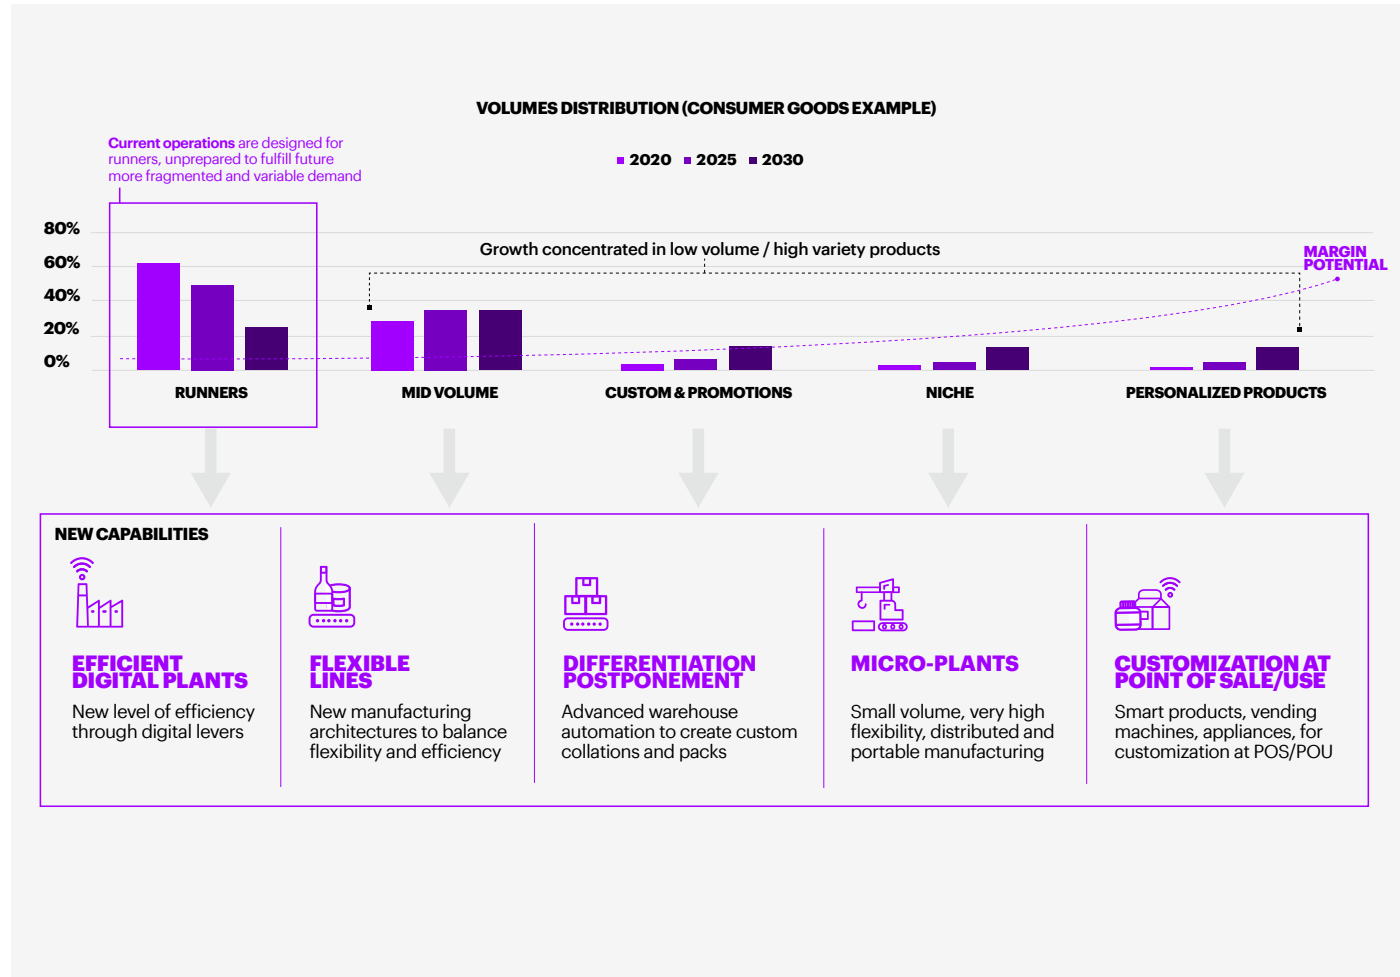 VOLUMES DISTRIBUTION (CONSUMER GOODS EXAMPLE)
Current operations are designed for
runners, unprepared to fulfill future
more fragmented and variable demand
2020 2025 2030
80%
60%
40%
20%
0%
Growth concentrated in low volume / high variety products
MARGIN
POTENTIAL
RUNNERS
MID VOLUME
CUSTOM & PROMOTIONS
NICHE
PERSONALIZED PRODUCTS
NEW CAPABILITIES
EFFICIENT
DIGITAL PLANTS
New level of efficiency
through digital levers
FLEXIBLE
LINES
New manufacturing
architectures to balance
flexibility and efficiency
DIFFERENTIATION
POSTPONEMENT
Advanced warehouse
automation to create custom
collations and packs
MICRO-PLANTS
Small volume, very high
flexibility, distributed and
portable manufacturing
CUSTOMIZATION AT
POINT OF SALE/USE
Smart products, vending
machines, appliances, for
customization at POS/POU